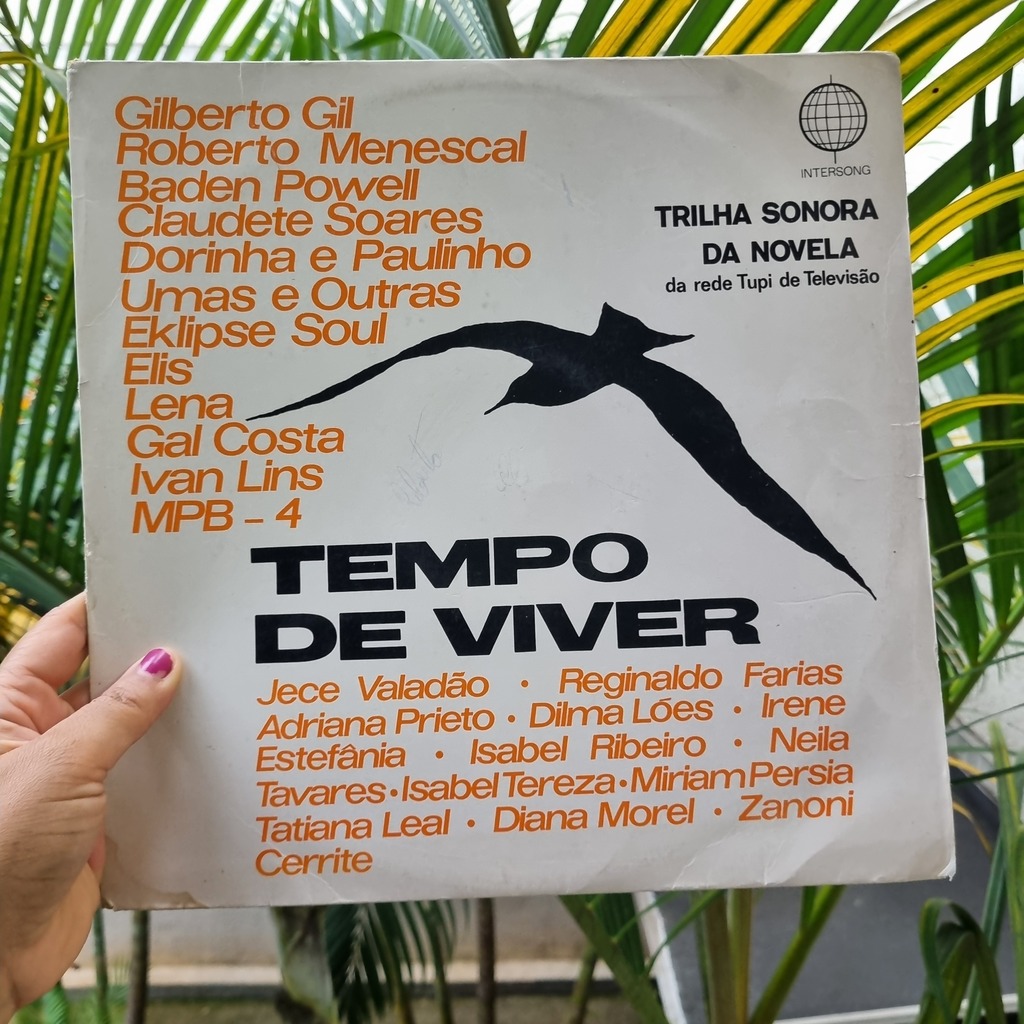 Gilberto Gil
Roberto Menescal
Baden Powell
Claudete Soares
Dorinha e Paulinho
Umas e Outras
Eklipse Soul
Elis
Lena
Gal Costa
Ivan Lins
MPB - 4
INTERSONG
TRILHA SONORA
DA NOVELA
da rede Tupi de Televisão
TEMPO
DE VIVER
Jece Valadão • Reginaldo Farias
Adriana Prieto • Dilma Lóes • Irene
Estefânia • Isabel Ribeiro • Neila
Tavares • Isabel Tereza • Miriam Persia
Tatiana Leal • Diana Morel • Zanoni
Cerrite